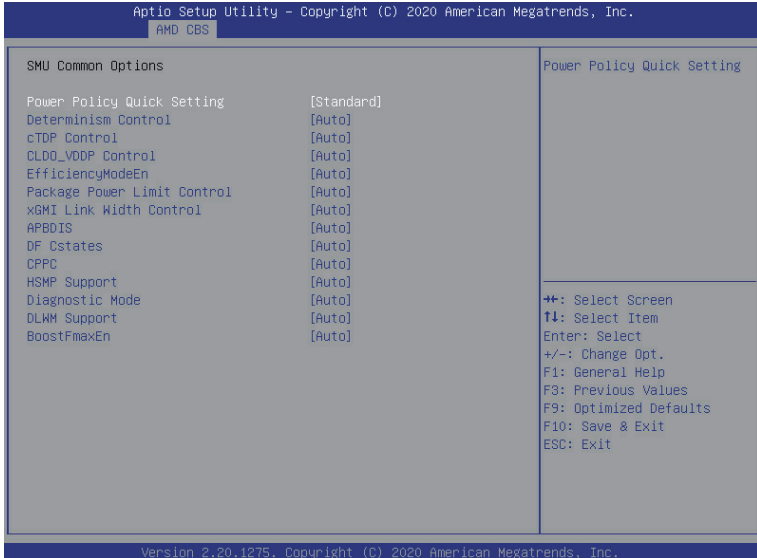 Aptio Setup Utility – Copyright (C) 2020 American Megatrends, Inc.
AMD CBS
SMU Common Options
Power Policy Quick Setting [Standard]
Determinism Control [Auto]
cTDP Control [Auto]
CLDO_VDDP Control [Auto]
EfficiencyModeEn [Auto]
Package Power Limit Control [Auto]
xGMI Link Width Control [Auto]
APBDIS [Auto]
DF Cstates [Auto]
CPPC [Auto]
HSMP Support [Auto]
Diagnostic Mode [Auto]
DLWM Support [Auto]
BoostFmaxEn [Auto]
Power Policy Quick Setting
→←: Select Screen
↑↓: Select Item
Enter: Select
+/-: Change Opt.
F1: General Help
F3: Previous Values
F9: Optimized Defaults
F10: Save & Exit
ESC: Exit
Version 2.20.1275. Copyright (C) 2020 American Megatrends, Inc.